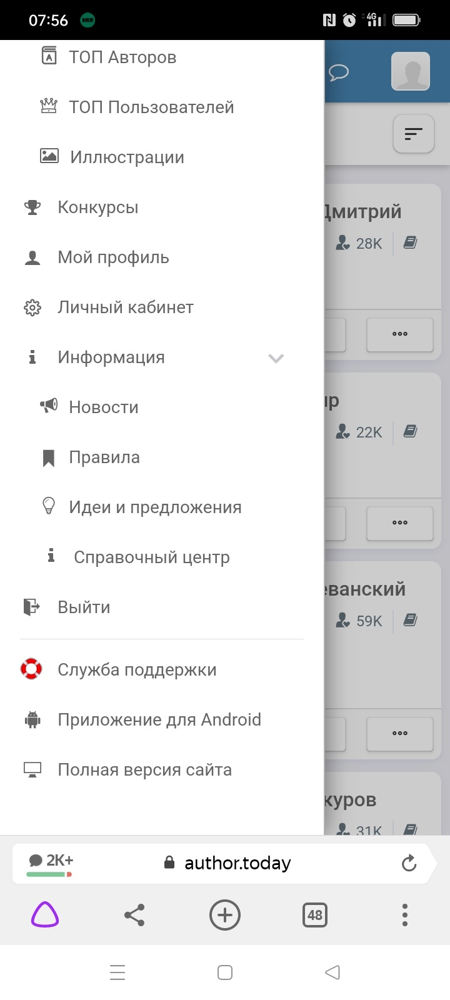 07:56
MIR
4G
ТОП Авторов
ТОП Пользователей
Иллюстрации
Конкурсы
Мой профиль
Личный кабинет
Информация
Новости
Правила
Идеи и предложения
Справочный центр
Выйти
Служба поддержки
Приложение для Android
Полная версия сайта
Дмитрий
28K
ир
22K
еванский
59K
куров
31K
2K+
author.today
48